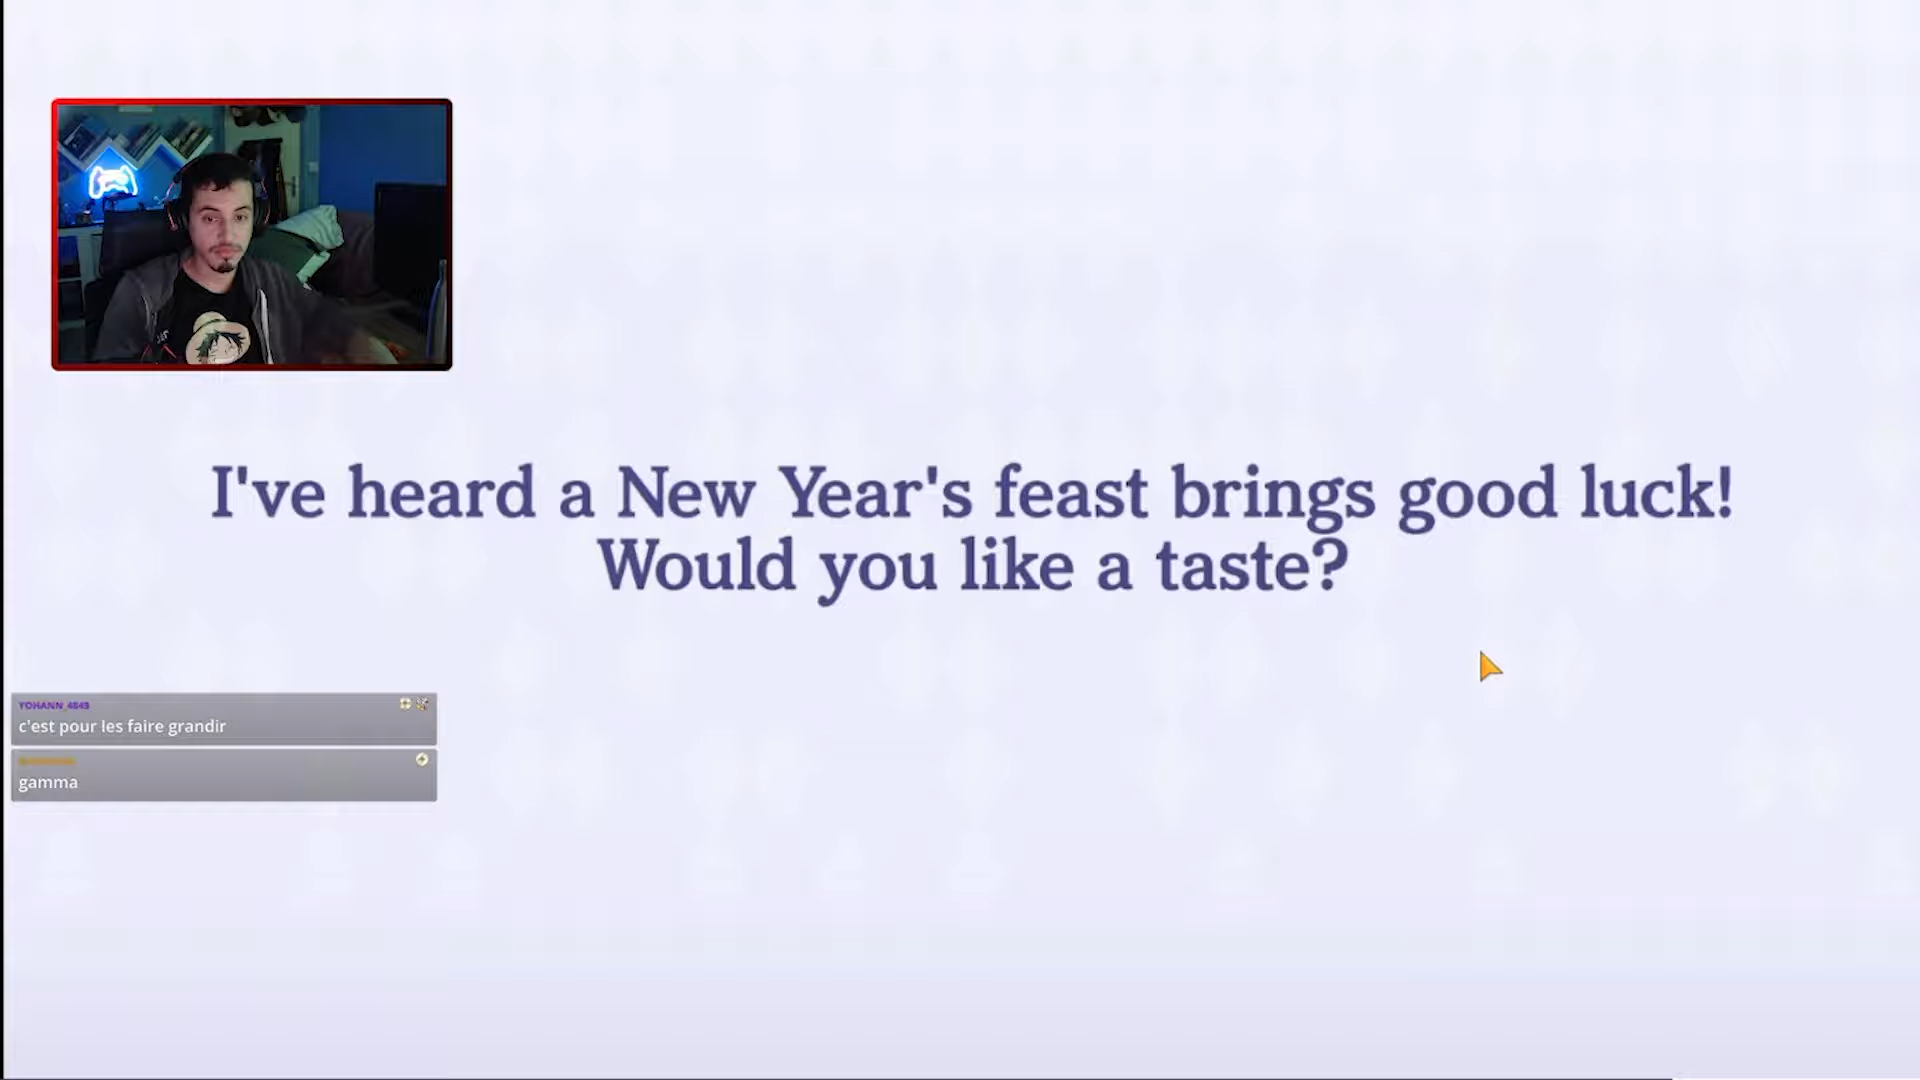 I've heard a New Year's feast brings good luck!
Would you like a taste?
YOHANN_4845
c'est pour les faire grandir
gamma